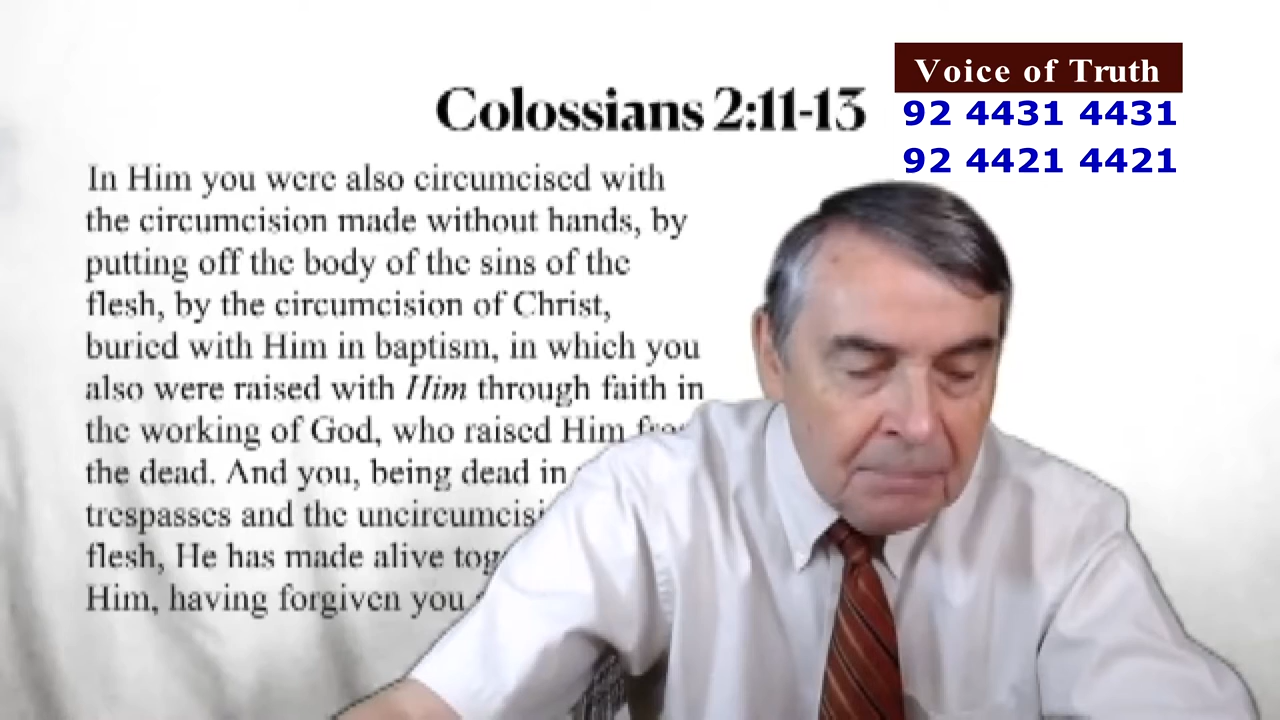 Voice of Truth
92 4431 4431
92 4421 4421
Colossians 2:11-13
In Him you were also circumcised with
the circumcision made without hands, by
putting off the body of the sins of the
flesh, by the circumcision of Christ,
buried with Him in baptism, in which you
also were raised with Him through faith in
the working of God, who raised Him
the dead. And you, being dead in
trespasses and the
flesh, He has made alive
Him, having forgiven you